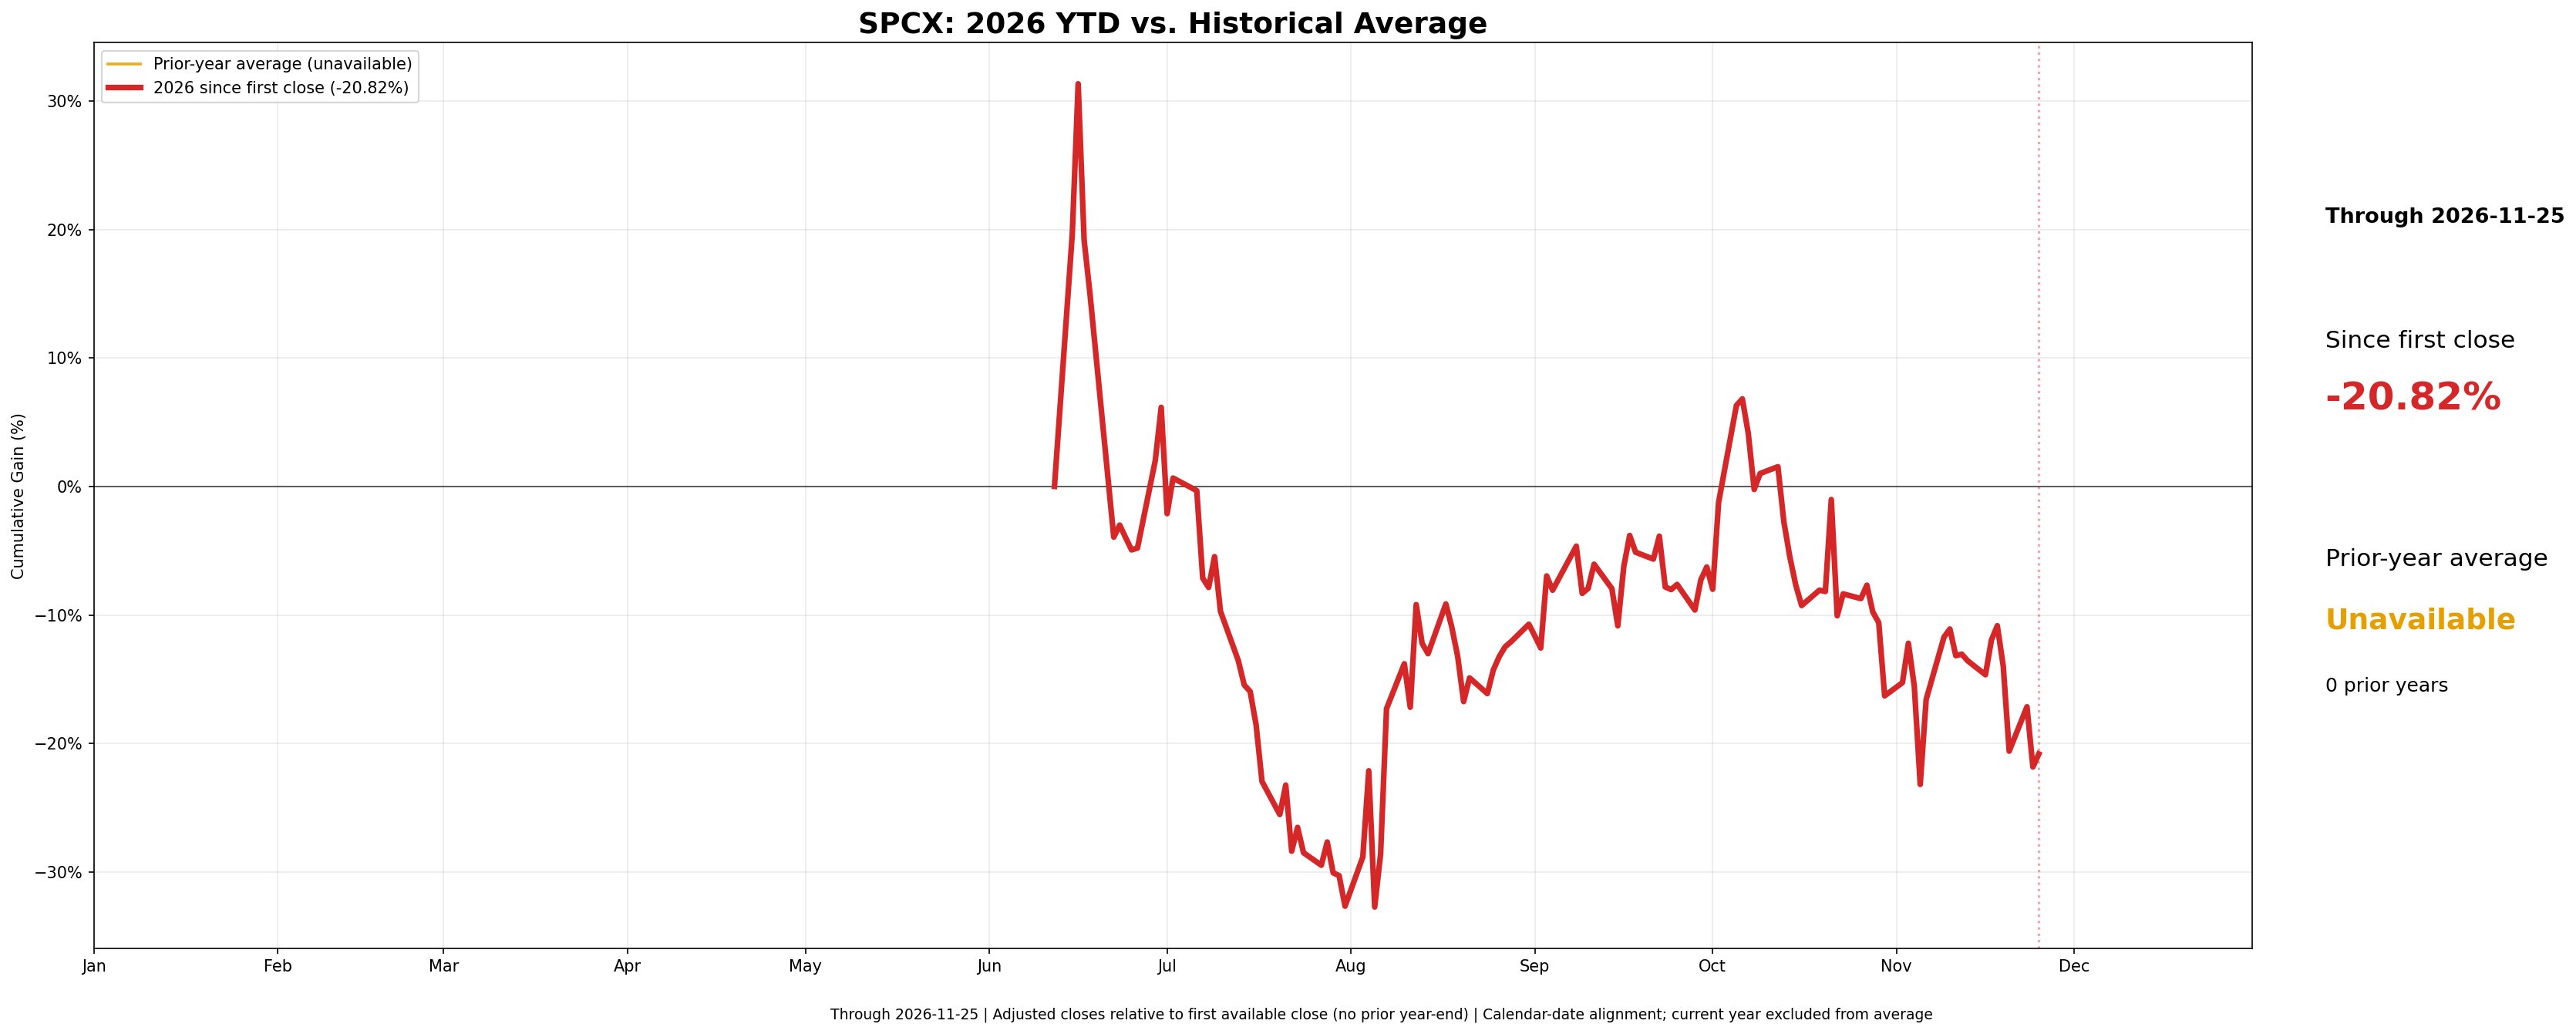 SPCX: 2026 YTD vs. Historical Average
Prior-year average (unavailable)
2026 since first close (-20.82%)
Cumulative Gain (%)
30%
20%
10%
0%
−10%
−20%
−30%
Jan Feb Mar Apr May Jun Jul Aug Sep Oct Nov Dec
Through 2026-11-25
Since first close
-20.82%
Prior-year average
Unavailable
0 prior years
Through 2026-11-25 | Adjusted closes relative to first available close (no prior year-end) | Calendar-date alignment; current year excluded from average